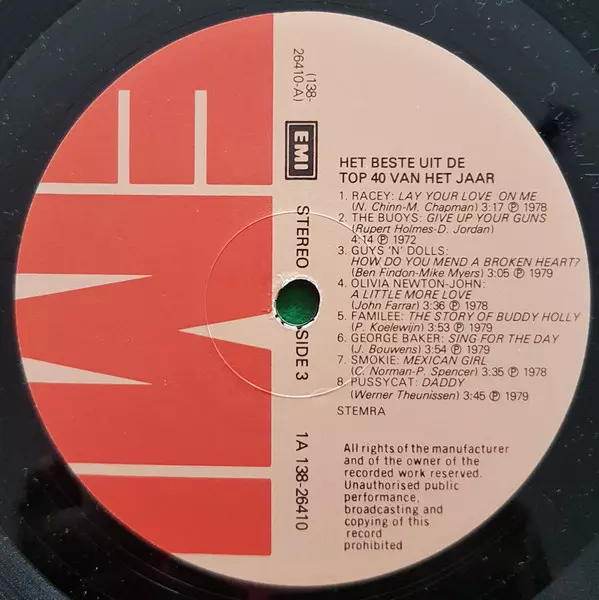 (138-
26410-A)
EMI
STEREO
SIDE 3
1A 138-26410
HET BESTE UIT DE
TOP 40 VAN HET JAAR
1. RACEY: LAY YOUR LOVE ON ME
(N. Chinn-M. Chapman) 3:17 Ⓟ 1978
2. THE BUOYS: GIVE UP YOUR GUNS
(Rupert Holmes-D. Jordan)
4:14 Ⓟ 1972
3. GUYS 'N' DOLLS:
HOW DO YOU MEND A BROKEN HEART?
(Ben Findon-Mike Myers) 3:05 Ⓟ 1979
4. OLIVIA NEWTON-JOHN:
A LITTLE MORE LOVE
(John Farrar) 3:36 Ⓟ 1978
5. FAMILEE: THE STORY OF BUDDY HOLLY
(P. Koelewijn) 3:53 Ⓟ 1979
6. GEORGE BAKER: SING FOR THE DAY
(J. Bouwens) 3:54 Ⓟ 1979
7. SMOKIE: MEXICAN GIRL
(C. Norman-P. Spencer) 3:35 Ⓟ 1978
8. PUSSYCAT: DADDY
(Werner Theunissen) 3:45 Ⓟ 1979
STEMRA
All rights of the manufacturer
and of the owner of the
recorded work reserved.
Unauthorised public
performance,
broadcasting and
copying of this
record
prohibited
EMI